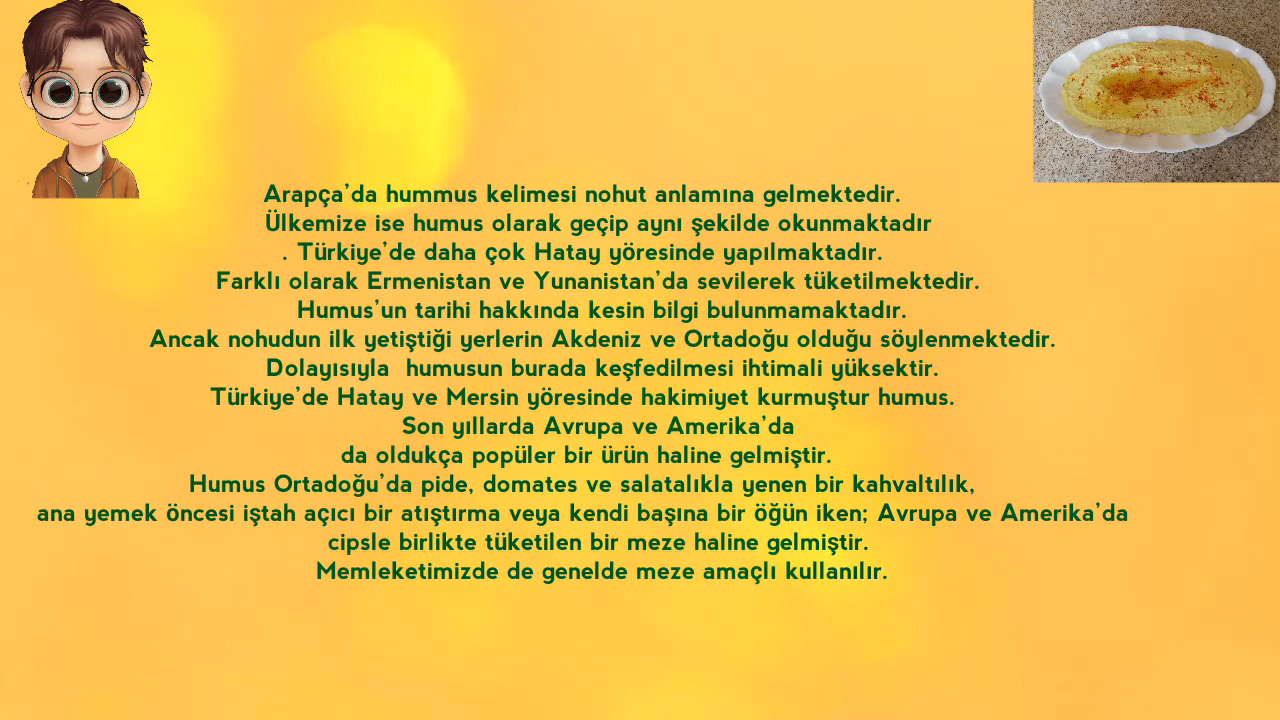 Arapça'da hummus kelimesi nohut anlamına gelmektedir.
Ülkemize ise humus olarak geçip aynı şekilde okunmaktadır
. Türkiye'de daha çok Hatay yöresinde yapılmaktadır.
Farklı olarak Ermenistan ve Yunanistan'da sevilerek tüketilmektedir.
Humus'un tarihi hakkında kesin bilgi bulunmamaktadır.
Ancak nohudun ilk yetiştiği yerlerin Akdeniz ve Ortadoğu olduğu söylenmektedir.
Dolayısıyla  humusun burada keşfedilmesi ihtimali yüksektir.
Türkiye'de Hatay ve Mersin yöresinde hakimiyet kurmuştur humus.
Son yıllarda Avrupa ve Amerika'da
da oldukça popüler bir ürün haline gelmiştir.
Humus Ortadoğu'da pide, domates ve salatalıkla yenen bir kahvaltılık,
ana yemek öncesi iştah açıcı bir atıştırma veya kendi başına bir öğün iken; Avrupa ve Amerika'da
cipsle birlikte tüketilen bir meze haline gelmiştir.
Memleketimizde de genelde meze amaçlı kullanılır.